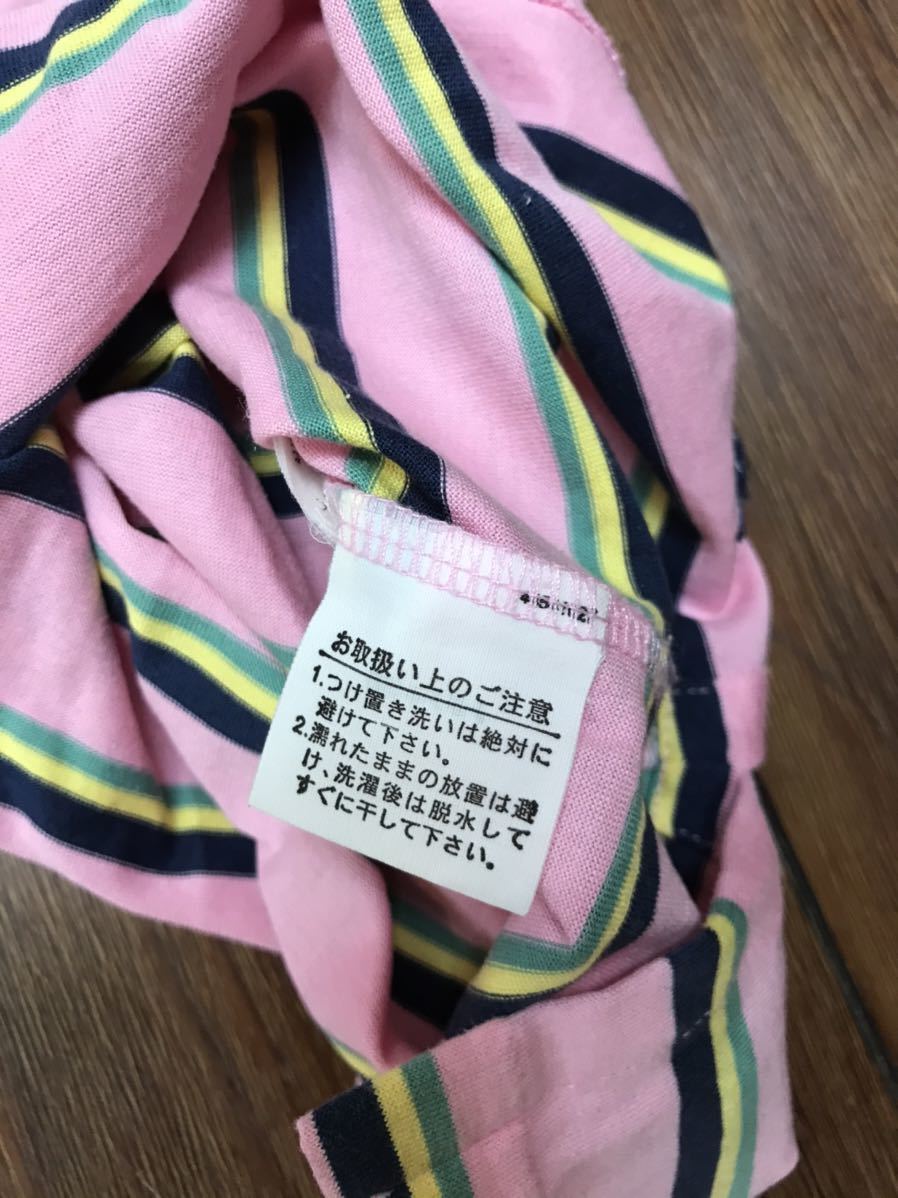 お取扱い上のご注意
1.つけ置き洗いは絶対に
避けて下さい。
2.濡れたままの放置は避
け、洗濯後は脱水して
すぐに干して下さい。